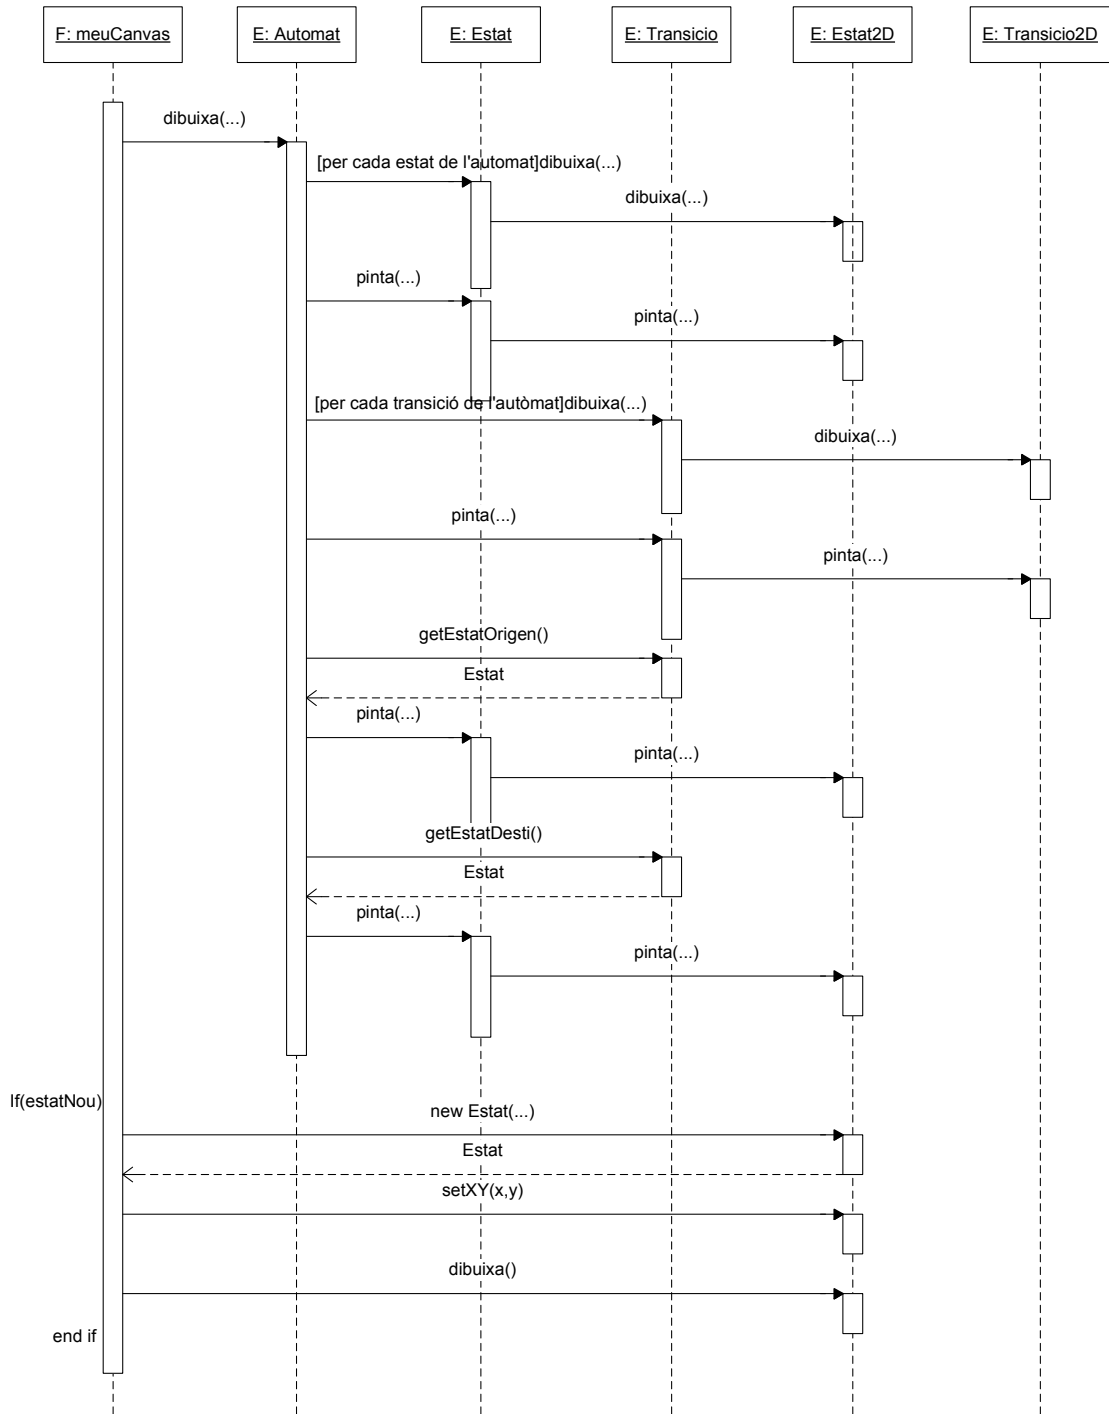 F: meuCanvas
E: Automat
E: Estat
E: Transicio
E: Estat2D
E: Transicio2D
dibuixa(...)
[per cada estat de l'automat]dibuixa(...)
dibuixa(...)
pinta(...)
pinta(...)
[per cada transició de l'autòmat]dibuixa(...)
dibuixa(...)
pinta(...)
pinta(...)
getEstatOrigen()
Estat
pinta(...)
pinta(...)
getEstatDesti()
Estat
pinta(...)
pinta(...)
If(estatNou)
new Estat(...)
Estat
setXY(x,y)
dibuixa()
end if